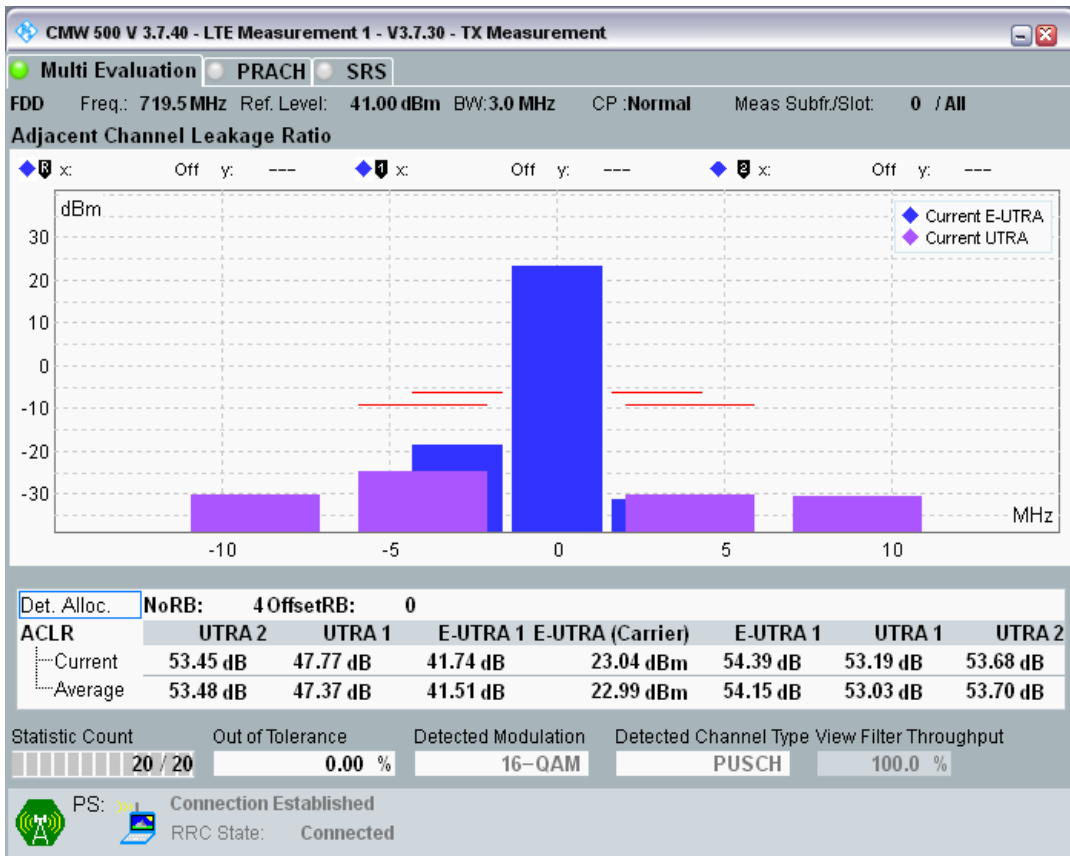 CMW 500 V 3.7.40 - LTE Measurement 1 - V3.7.30 - TX Measurement
Multi Evaluation PRACH SRS
FDD Freq.: 719.5 MHz Ref. Level: 41.00 dBm BW: 3.0 MHz CP :Normal Meas Subfr./Slot: 0 / All
Adjacent Channel Leakage Ratio
R x: Off y: --- 1 x: Off y: --- 2 x: Off y: ---
dBm
Current E-UTRA
Current UTRA
30
20
10
0
-10
-20
-30
MHz
-10 -5 0 5 10
Det. Alloc. NoRB: 4 OffsetRB: 0
ACLR UTRA 2 UTRA 1 E-UTRA 1 E-UTRA (Carrier) E-UTRA 1 UTRA 1 UTRA 2
Current 53.45 dB 47.77 dB 41.74 dB 23.04 dBm 54.39 dB 53.19 dB 53.68 dB
Average 53.48 dB 47.37 dB 41.51 dB 22.99 dBm 54.15 dB 53.03 dB 53.70 dB
Statistic Count Out of Tolerance Detected Modulation Detected Channel Type View Filter Throughput
20 / 20 0.00 % 16-QAM PUSCH 100.0 %
PS: Connection Established
RRC State: Connected